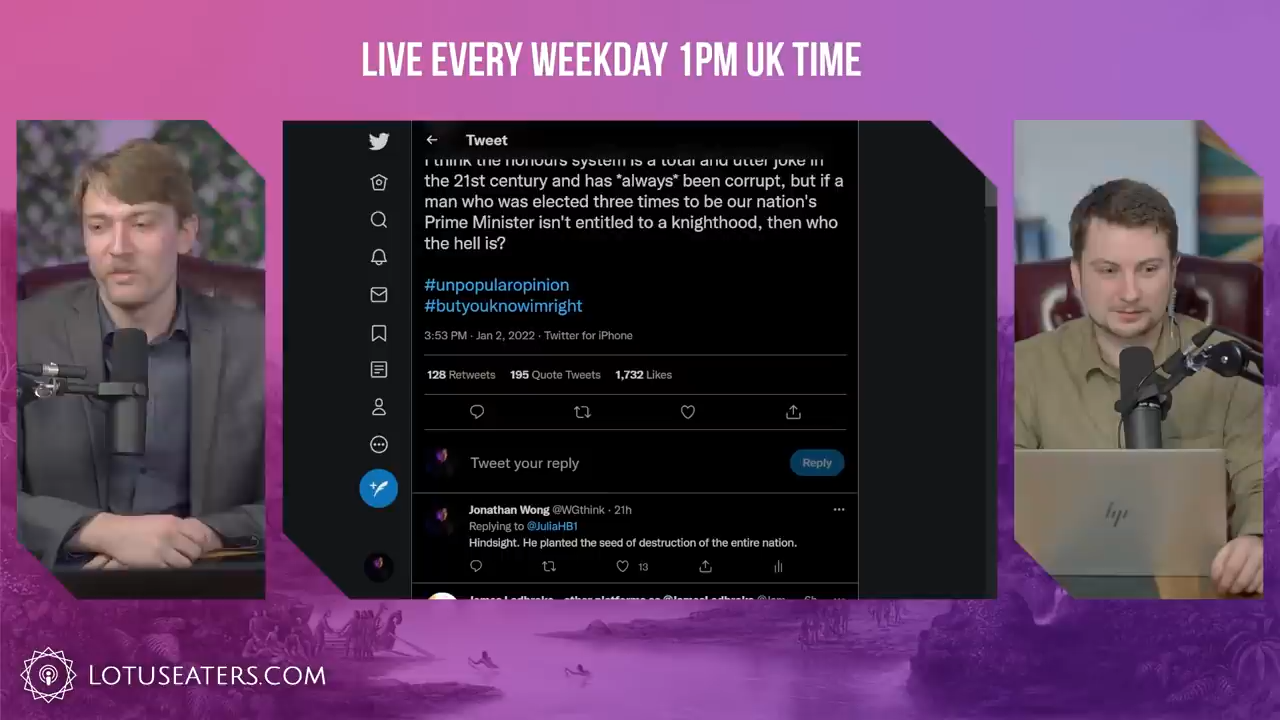 LIVE EVERY WEEKDAY 1PM UK TIME
Tweet
I think the honours system is a total and utter joke in
the 21st century and has *always* been corrupt, but if a
man who was elected three times to be our nation's
Prime Minister isn't entitled to a knighthood, then who
the hell is?
#unpopularopinion
#butyouknowimright
3:53 PM · Jan 2, 2022 · Twitter for iPhone
128 Retweets 195 Quote Tweets 1,732 Likes
Tweet your reply
Reply
Jonathan Wong @WGthink · 21h
Replying to @JuliaHB1
Hindsight. He planted the seed of destruction of the entire nation.
13
hp
LOTUSEATERS.COM